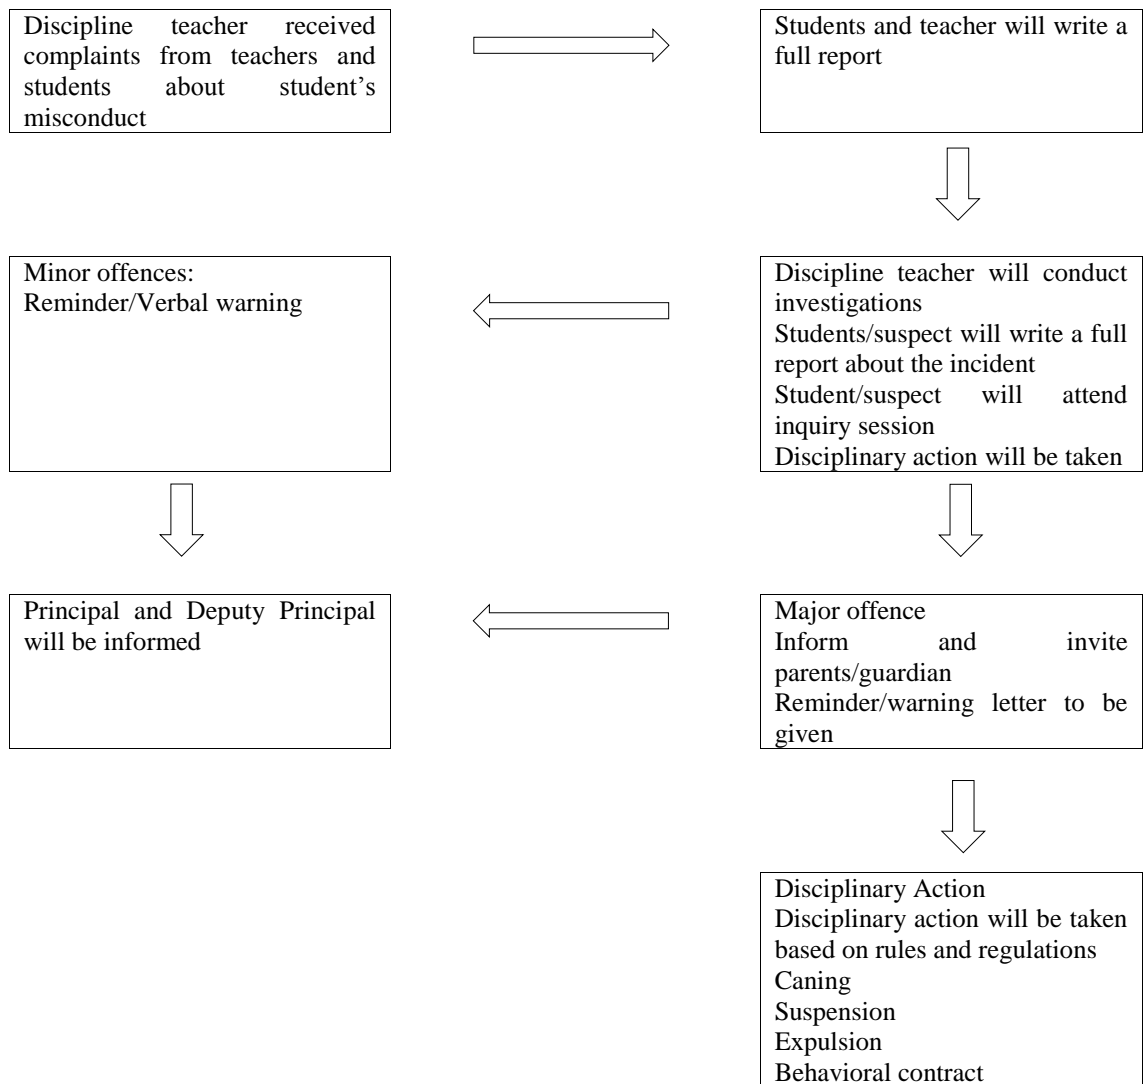 Discipline teacher received
complaints from teachers and
students about student's
misconduct
Students and teacher will write a
full report
Minor offences:
Reminder/Verbal warning
Discipline teacher will conduct
investigations
Students/suspect will write a full
report about the incident
Student/suspect will attend
inquiry session
Disciplinary action will be taken
Principal and Deputy Principal
will be informed
Major offence
Inform and invite
parents/guardian
Reminder/warning letter to be
given
Disciplinary Action
Disciplinary action will be taken
based on rules and regulations
Caning
Suspension
Expulsion
Behavioral contract